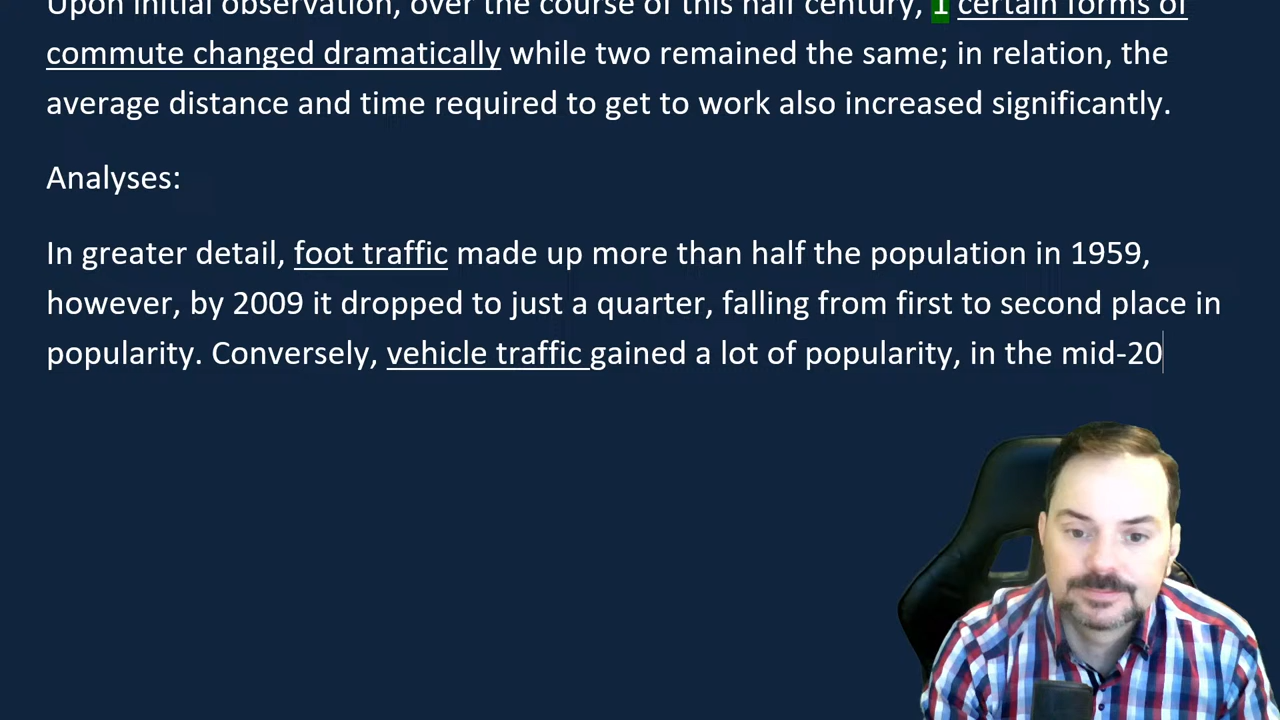 Upon initial observation, over the course of this half century, 1 certain forms of
commute changed dramatically while two remained the same; in relation, the
average distance and time required to get to work also increased significantly.
Analyses:
In greater detail, foot traffic made up more than half the population in 1959,
however, by 2009 it dropped to just a quarter, falling from first to second place in
popularity. Conversely, vehicle traffic gained a lot of popularity, in the mid-20